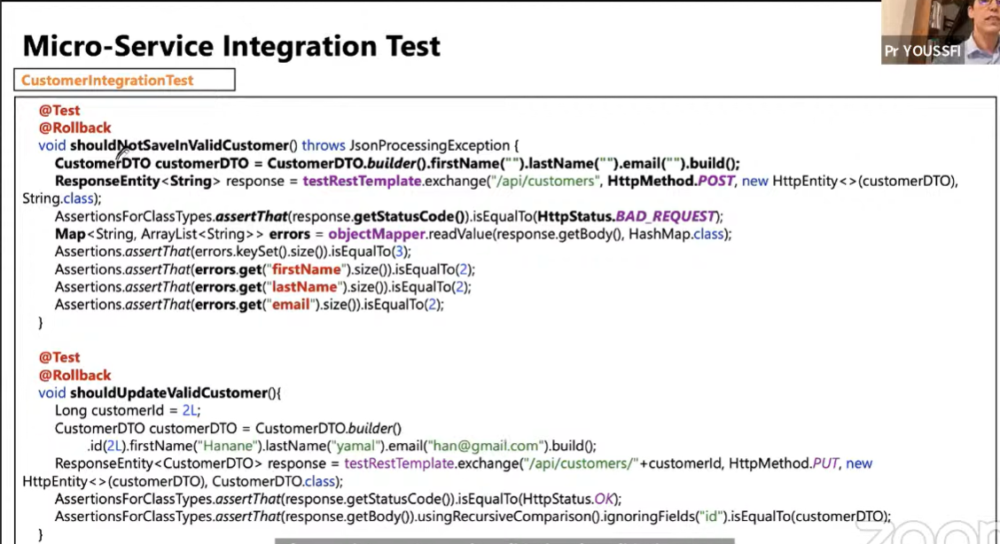 Micro-Service Integration Test
Pr YOUSSFI
CustomerIntegrationTest
@Test
@Rollback
void shouldNotSaveInValidCustomer() throws JsonProcessingException {
CustomerDTO customerDTO = CustomerDTO.builder().firstName("").lastName("").email("").build();
ResponseEntity<String> response = testRestTemplate.exchange("/api/customers", HttpMethod.POST, new HttpEntity<>(customerDTO),
String.class);
AssertionsForClassTypes.assertThat(response.getStatusCode()).isEqualTo(HttpStatus.BAD_REQUEST);
Map<String, ArrayList<String>> errors = objectMapper.readValue(response.getBody(), HashMap.class);
Assertions.assertThat(errors.keySet().size()).isEqualTo(3);
Assertions.assertThat(errors.get("firstName").size()).isEqualTo(2);
Assertions.assertThat(errors.get("lastName").size()).isEqualTo(2);
Assertions.assertThat(errors.get("email").size()).isEqualTo(2);
}
@Test
@Rollback
void shouldUpdateValidCustomer(){
Long customerId = 2L;
CustomerDTO customerDTO = CustomerDTO.builder()
.id(2L).firstName("Hanane").lastName("yamal").email("han@gmail.com").build();
ResponseEntity<CustomerDTO> response = testRestTemplate.exchange("/api/customers/"+customerId, HttpMethod.PUT, new
HttpEntity<>(customerDTO), CustomerDTO.class);
AssertionsForClassTypes.assertThat(response.getStatusCode()).isEqualTo(HttpStatus.OK);
AssertionsForClassTypes.assertThat(response.getBody()).usingRecursiveComparison().ignoringFields("id").isEqualTo(customerDTO);
}
zoom